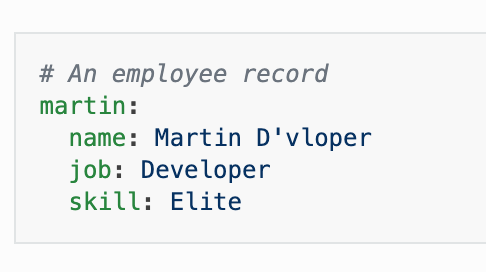 # An employee record
martin:
  name: Martin D'vloper
  job: Developer
  skill: Elite